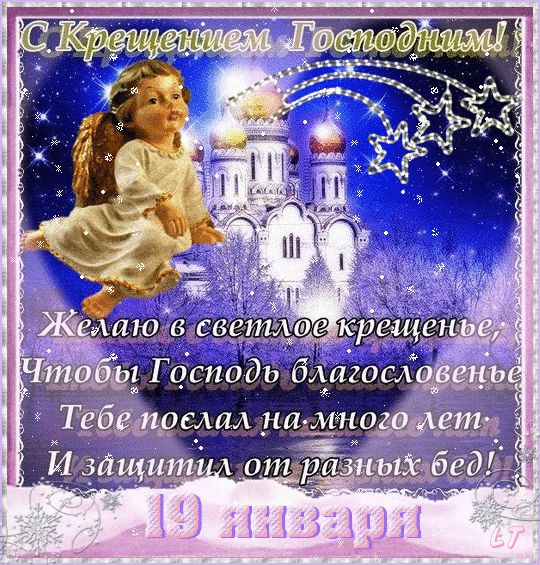 С Крещением Господним!
Желаю в светлое крещенье,
Чтобы Господь благословенье
Тебе послал на много лет
И защитил от разных бед!
19 января
LT